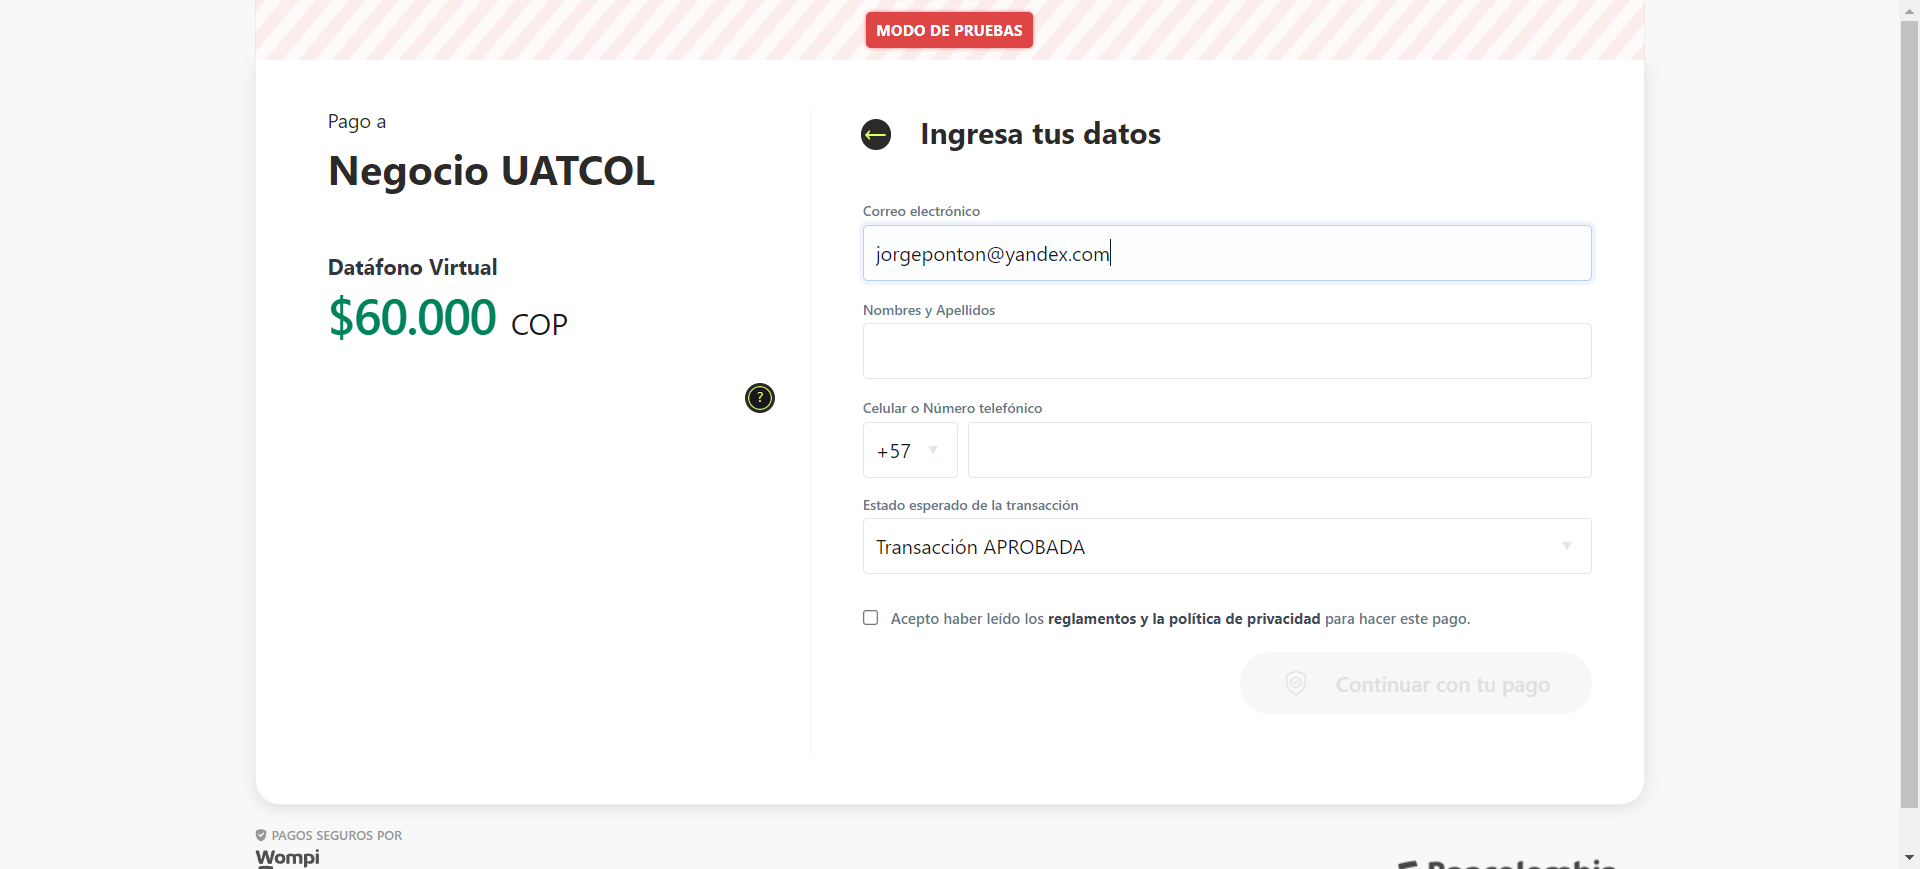 MODO DE PRUEBAS
Pago a
Negocio UATCOL
Datáfono Virtual
$60.000 COP
?
Ingresa tus datos
Correo electrónico
jorgeponton@yandex.com
Nombres y Apellidos
Celular o Número telefónico
+57
Estado esperado de la transacción
Transacción APROBADA
Acepto haber leído los reglamentos y la política de privacidad para hacer este pago.
Continuar con tu pago
PAGOS SEGUROS POR
Wompi
Bancolombia